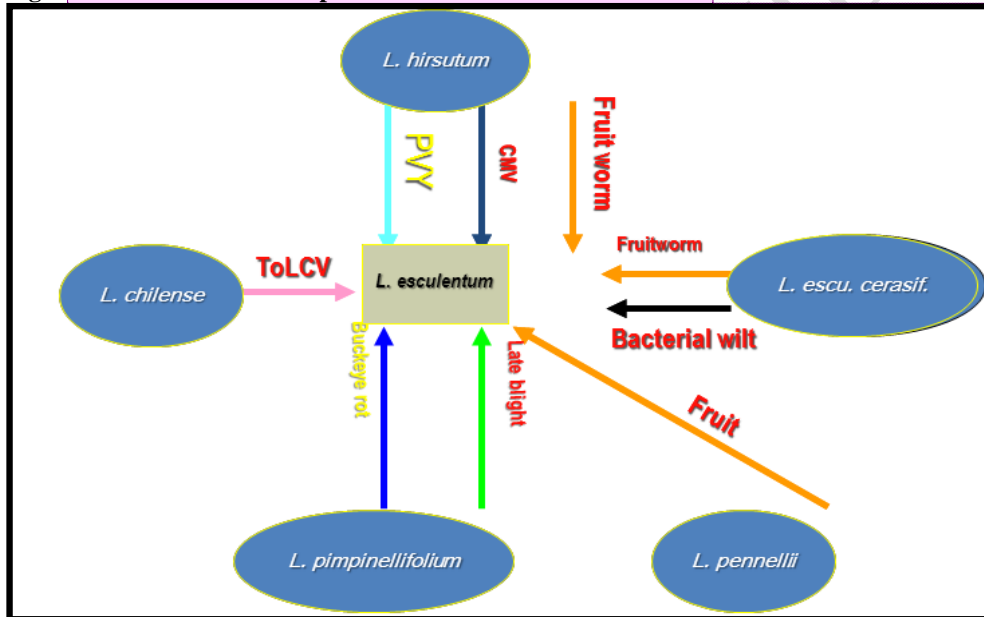 L. hirsutum
PVY
CMV
Fruit worm
Fruitworm
ToLCV
L. chilense
L. esculentum
L. escu. cerasif.
Bacterial wilt
Buckeye rot
Late blight
Fruit
L. pimpinellifolium
L. pennellii